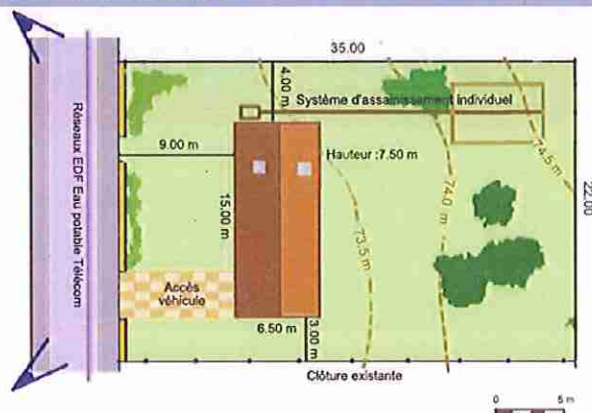 35.00
4.00 m
Système d'assainissement individuel
Réseaux EDF Eau potable Télécom
9.00 m
Hauteur :7.50 m
74.5 m
22.00
15.00 m
74.0 m
73.5 m
Accès
véhicule
6.50 m
3.00 m
Clôture existante
0 5 m